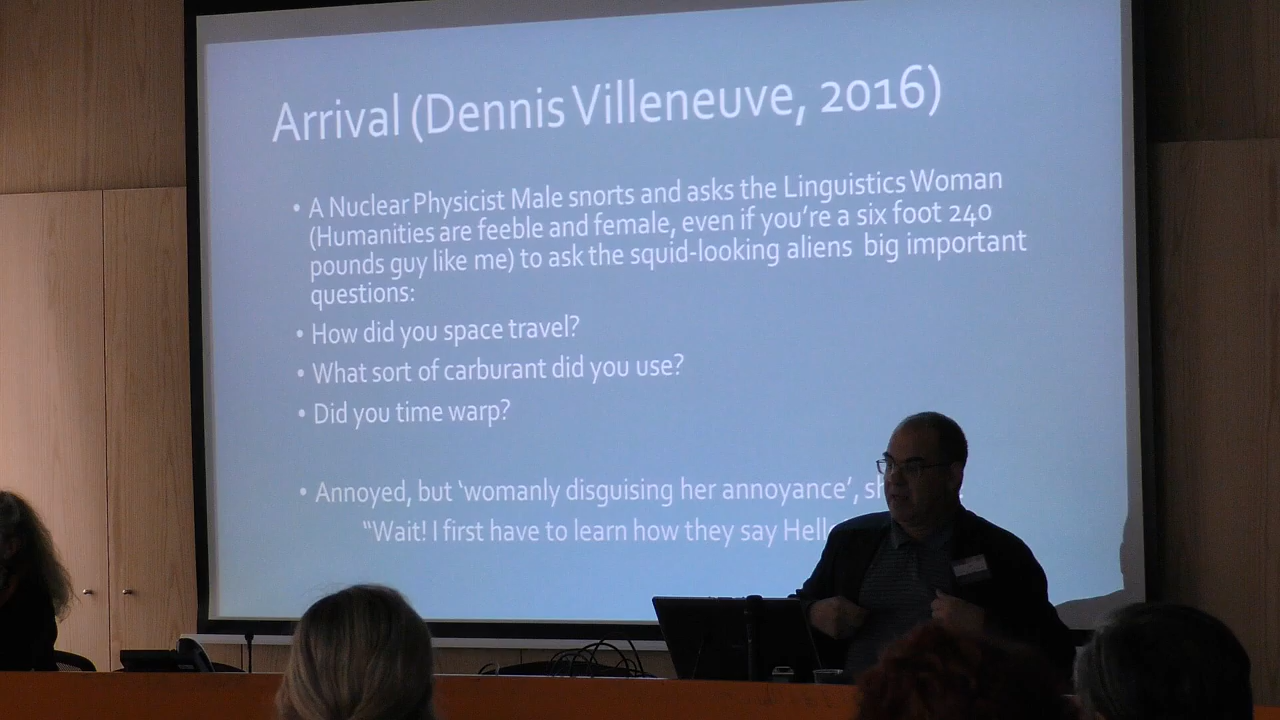 Arrival (Dennis Villeneuve, 2016)
• A Nuclear Physicist Male snorts and asks the Linguistics Woman
(Humanities are feeble and female, even if you're a six foot 240
pounds guy like me) to ask the squid-looking aliens big important
questions:
• How did you space travel?
• What sort of carburant did you use?
• Did you time warp?
• Annoyed, but 'womanly disguising her annoyance',
"Wait! I first have to learn how they say